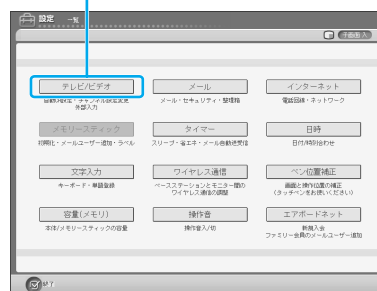 設定 一覧
子画面 入
テレビ/ビデオ
メール
インターネット
自動CH設定・チャンネル設定変更
外部入力
メール・セキュリティ・整理箱
電話回線・ネットワーク
メモリースティック
タイマー
日時
初期化・メールユーザー追加・ラベル
スリープ・省エネ・メール自動送受信
日付/時刻合わせ
文字入力
ワイヤレス通信
ペン位置補正
キーボード・単語登録
ベースステーションとモニター間の
ワイヤレス通信の調整
画面と操作位置の補正
(タッチペンをお使いください)
容量(メモリ)
操作音
エアボードネット
本体/メモリースティックの容量
操作音入/切
新規入会
ファミリー会員のメールユーザー追加
終了